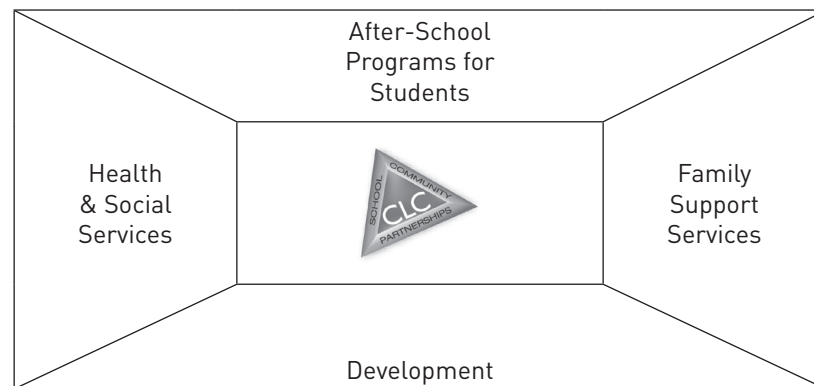 After-School
Programs for
Students
Health
& Social
Services
SCHOOL
COMMUNITY
CLC
PARTNERSHIPS
Family
Support
Services
Development